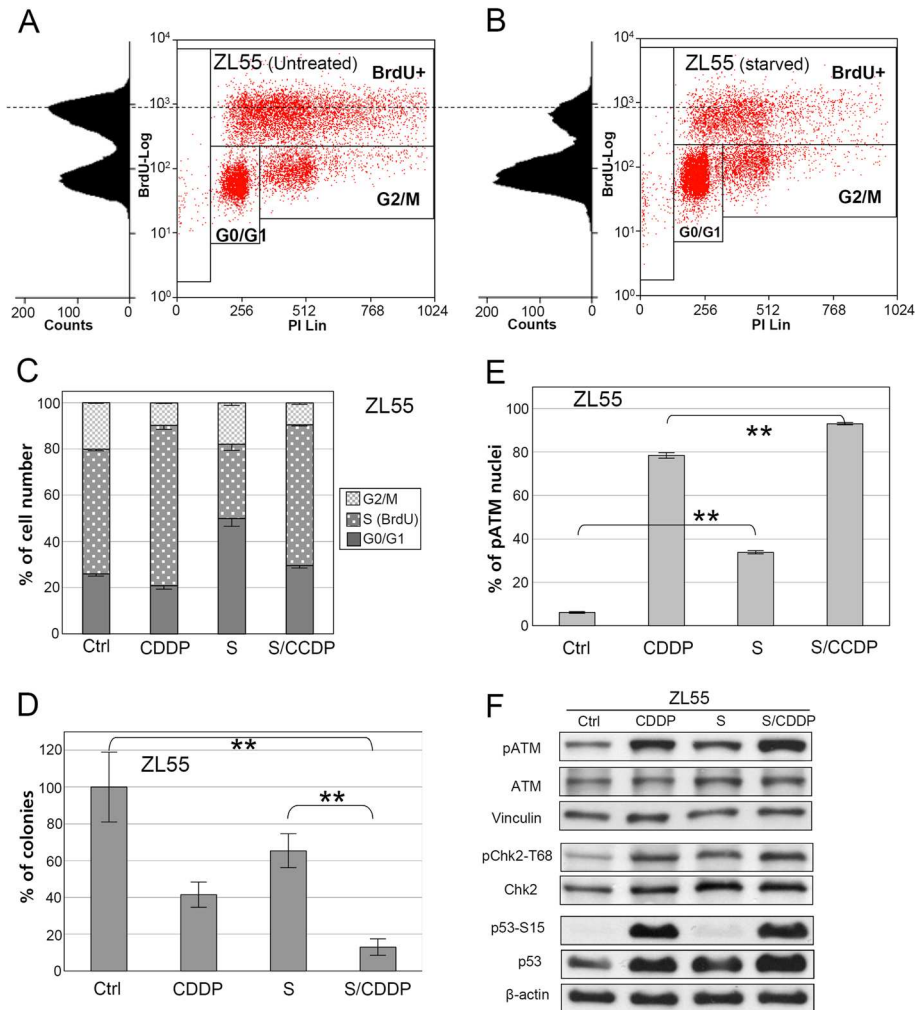 A
ZL55 (Untreated)
BrdU+
G2/M
G0/G1
BrdU-Log
10⁴
10³
10²
10¹
10⁰
200 100 0
Counts
0 256 512 768 1024
PI Lin
B
ZL55 (starved)
BrdU+
G2/M
G0/G1
BrdU-Log
10⁴
10³
10²
10¹
10⁰
200 100 0
Counts
0 256 512 768 1024
PI Lin
C
ZL55
% of cell number
100
80
60
40
20
0
G2/M
S (BrdU)
G0/G1
Ctrl CDDP S S/CCDP
E
ZL55
% of pATM nuclei
100
80
60
40
20
0
**
**
Ctrl CDDP S S/CCDP
D
ZL55
% of colonies
120
100
80
60
40
20
0
**
**
Ctrl CDDP S S/CDDP
F
ZL55
Ctrl CDDP S S/CDDP
pATM
ATM
Vinculin
pChk2-T68
Chk2
p53-S15
p53
β-actin